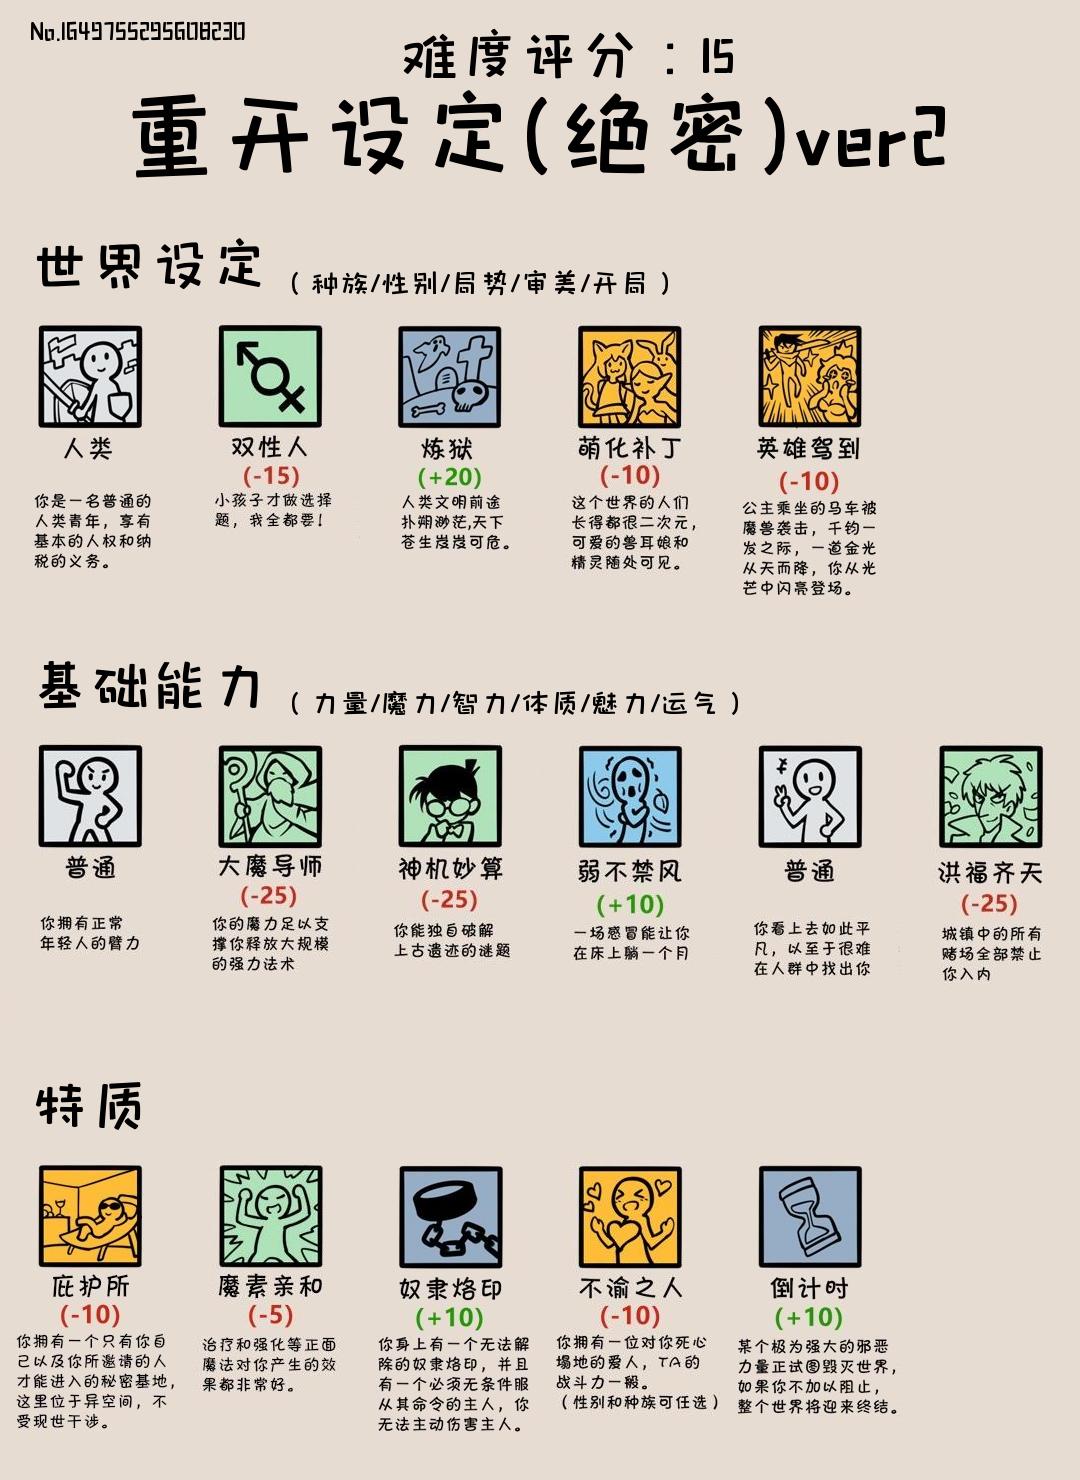 No.1649755295608230
难度评分:15
重开设定(绝密)ver2
世界设定
(种族/性别/局势/审美/开局)
人类
你是一名普通的
人类青年，享有
基本的人权和纳
税的义务。
双性人
(-15)
小孩子才做选择
题，我全都要!
炼狱
(+20)
人类文明前途
扑朔渺茫,天下
苍生岌岌可危。
萌化补丁
(-10)
这个世界的人们
长得都很二次元，
可爱的兽耳娘和
精灵随处可见。
英雄驾到
(-10)
公主乘坐的马车被
魔兽袭击，千钧一
发之际，一道金光
从天而降，你从光
芒中闪亮登场。
基础能力
(力量/魔力/智力/体质/魅力/运气)
普通
你拥有正常
年轻人的臂力
大魔导师
(-25)
你的魔力足以支
撑你释放大规模
的强力法术
神机妙算
(-25)
你能独自破解
上古遗迹的谜题
弱不禁风
(+10)
一场感冒能让你
在床上躺一个月
普通
你看上去如此平
凡，以至于很难
在人群中找出你
洪福齐天
(-25)
城镇中的所有
赌场全部禁止
你入内
特质
庇护所
(-10)
你拥有一个只有你自
己以及你所邀请的人
才能进入的秘密基地，
这里位于异空间，不
受现世干涉。
魔素亲和
(-5)
治疗和强化等正面
魔法对你产生的效
果都非常好。
奴隶烙印
(+10)
你身上有一个无法解
除的奴隶烙印，并且
有一个必须无条件服
从其命令的主人，你
无法主动伤害主人。
不渝之人
(-10)
你拥有一位对你死心
塌地的爱人，TA的
战斗力一般。
(性别和种族可任选)
倒计时
(+10)
某个极为强大的邪恶
力量正试图毁灭世界，
如果你不加以阻止，
整个世界将迎来终结。